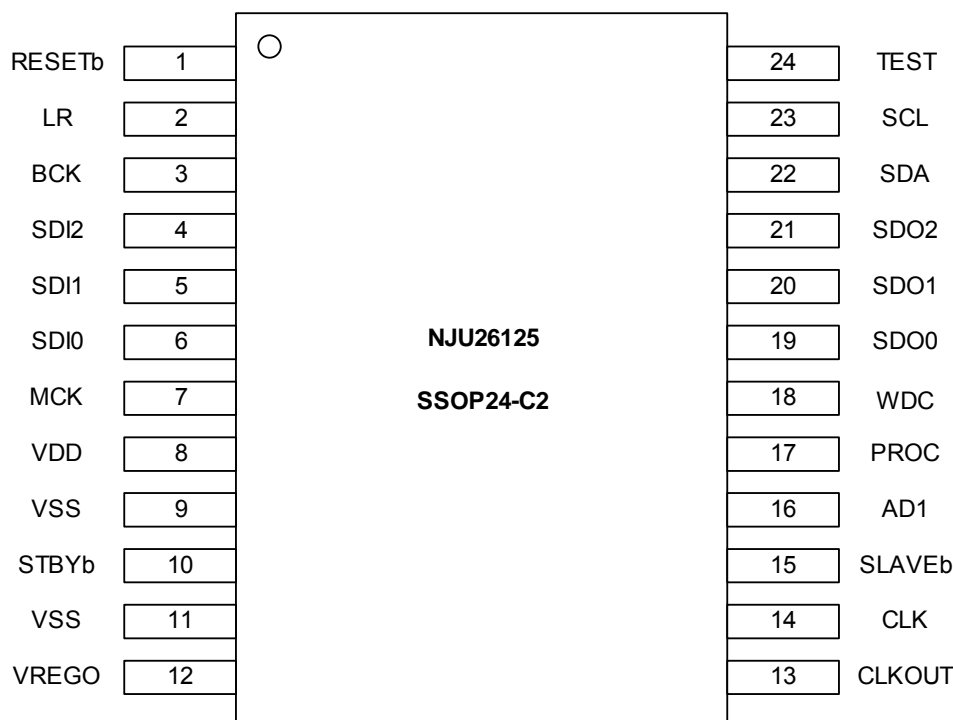 RESETb 1 24 TEST
LR 2 23 SCL
BCK 3 22 SDA
SDI2 4 21 SDO2
SDI1 5 20 SDO1
SDI0 6 19 SDO0
NJU26125
SSOP24-C2
MCK 7 18 WDC
VDD 8 17 PROC
VSS 9 16 AD1
STBYb 10 15 SLAVEb
VSS 11 14 CLK
VREGO 12 13 CLKOUT